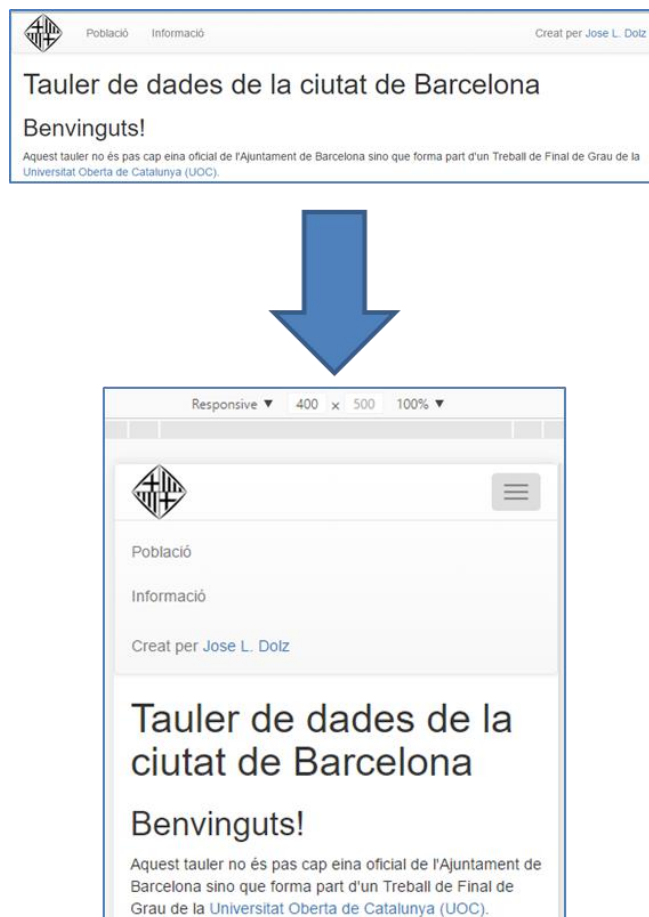 Població Informació Creat per Jose L. Dolz
Tauler de dades de la ciutat de Barcelona
Benvinguts!
Aquest tauler no és pas cap eina oficial de l'Ajuntament de Barcelona sino que forma part d'un Treball de Final de Grau de la
Universitat Oberta de Catalunya (UOC).
Responsive ▼ 400 x 500 100% ▼
Població
Informació
Creat per Jose L. Dolz
Tauler de dades de la
ciutat de Barcelona
Benvinguts!
Aquest tauler no és pas cap eina oficial de l'Ajuntament de
Barcelona sino que forma part d'un Treball de Final de
Grau de la Universitat Oberta de Catalunya (UOC).